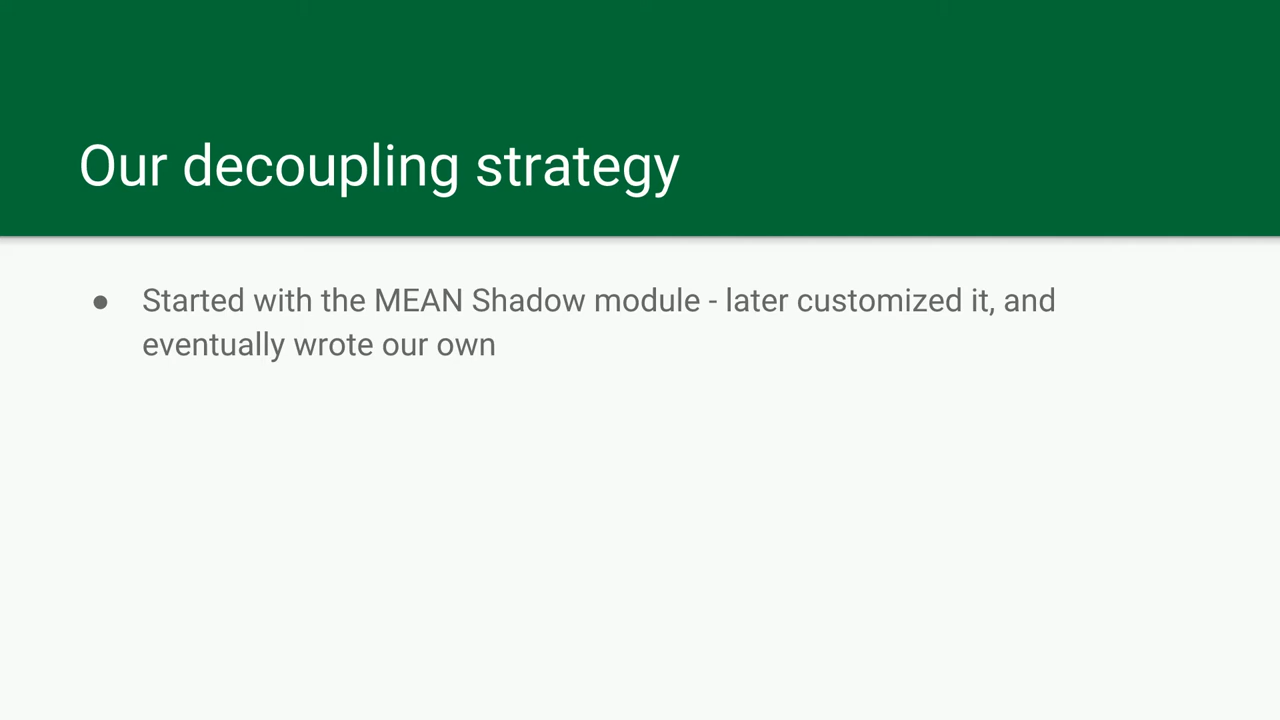 Our decoupling strategy
● Started with the MEAN Shadow module - later customized it, and
eventually wrote our own